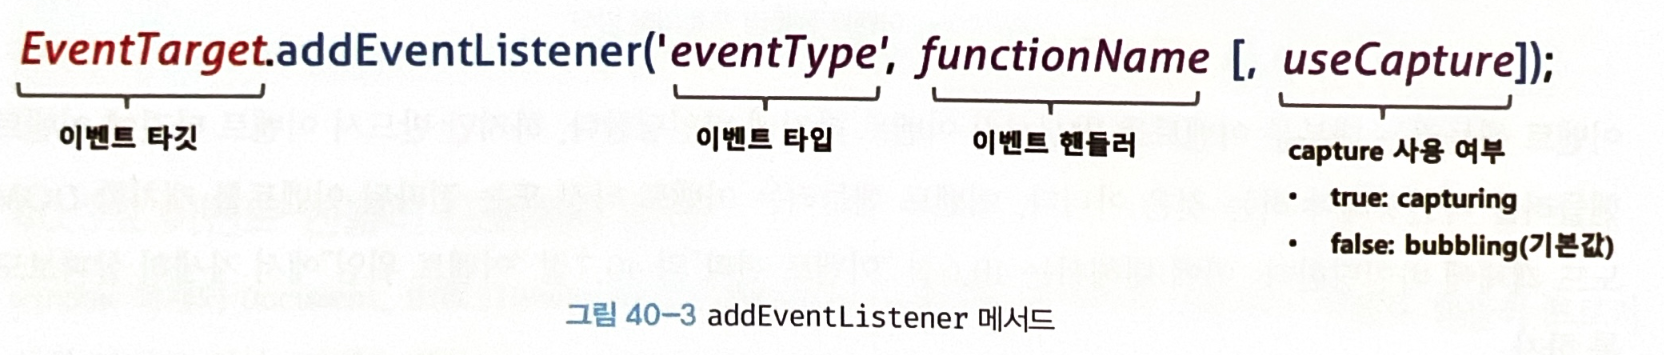 EventTarget.addEventListener('eventType', functionName [, useCapture]);
이벤트 타깃 이벤트 타입 이벤트 핸들러 capture 사용 여부
• true: capturing
• false: bubbling(기본값)
그림 40-3 addEventListener 메서드